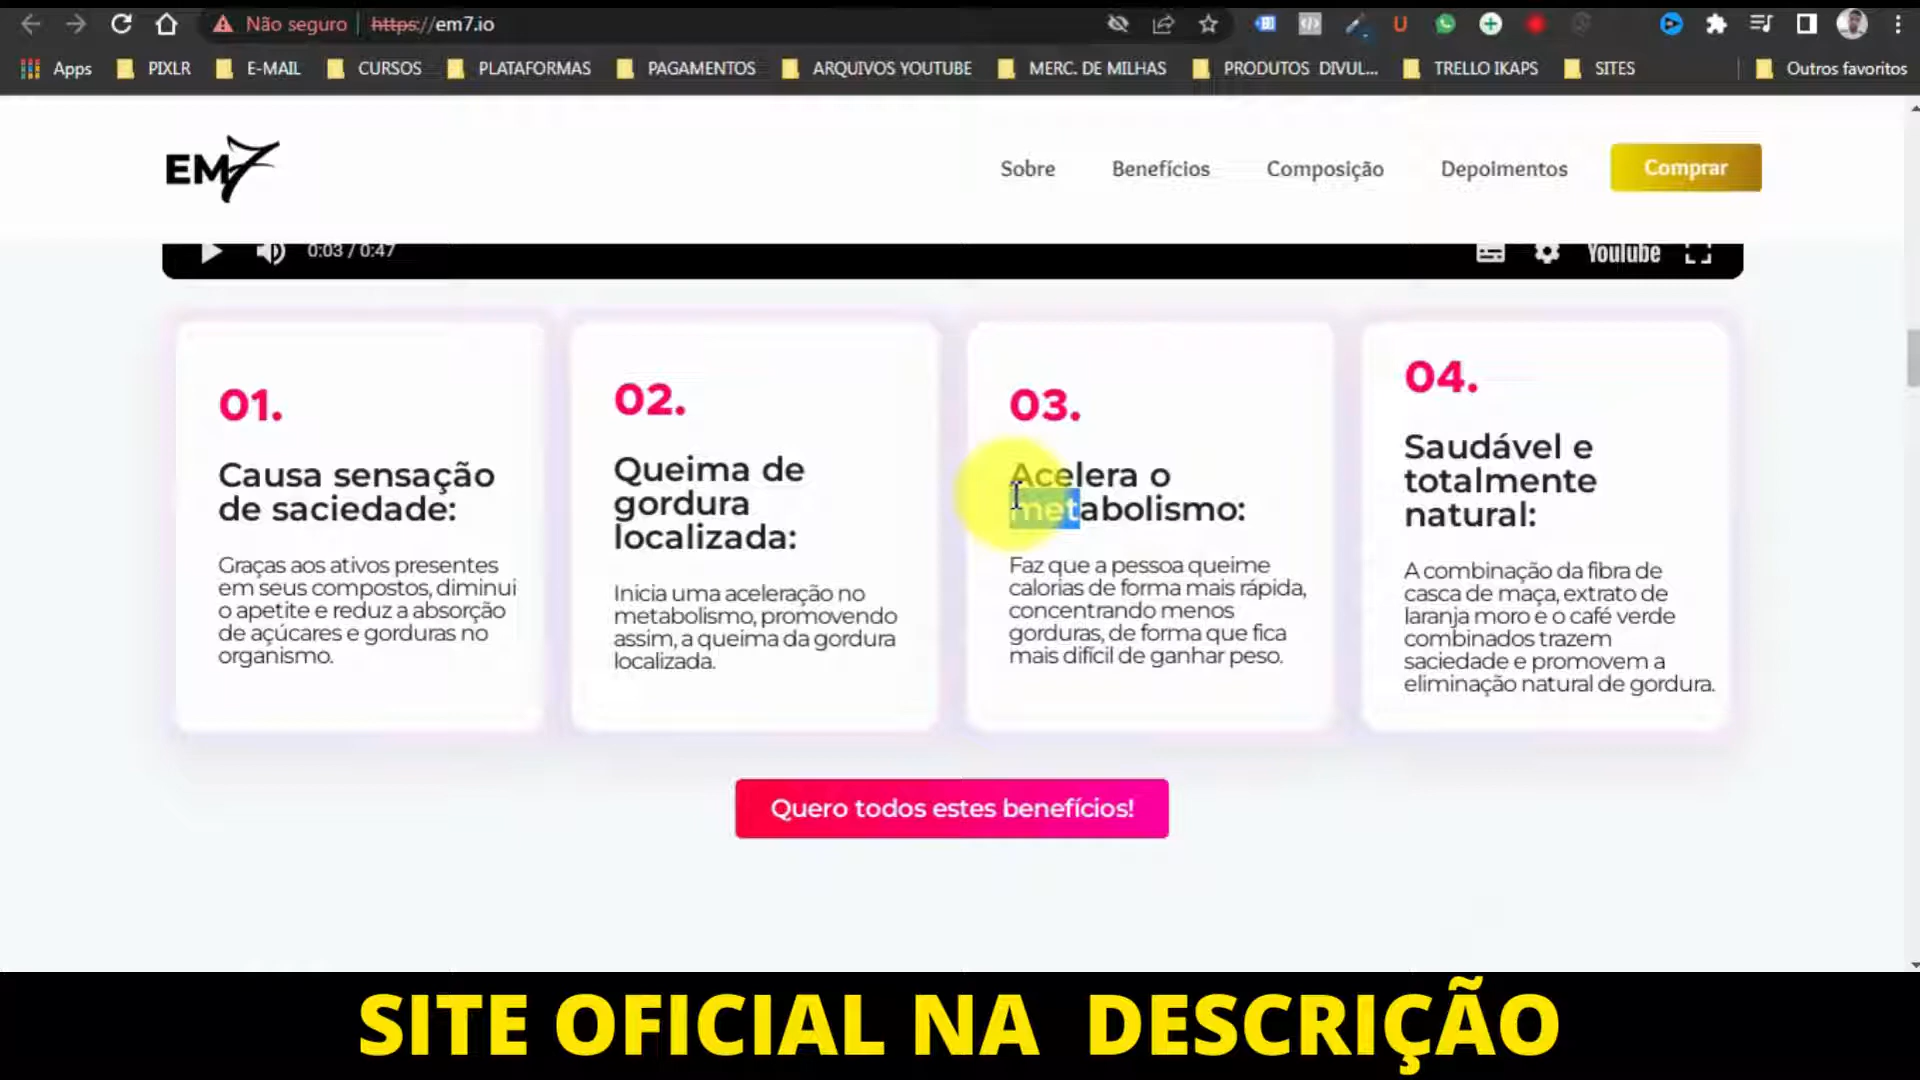 Não seguro
https://em7.io
Apps
PIXLR
E-MAIL
CURSOS
PLATAFORMAS
PAGAMENTOS
ARQUIVOS YOUTUBE
MERC. DE MILHAS
PRODUTOS DIVUL...
TRELLO IKAPS
SITES
Outros favoritos
EM7
Sobre
Benefícios
Composição
Depoimentos
Comprar
0:03 / 0:47
YouTube
01.
Causa sensação
de saciedade:
Graças aos ativos presentes
em seus compostos, diminui
o apetite e reduz a absorção
de açúcares e gorduras no
organismo.
02.
Queima de
gordura
localizada:
Inicia uma aceleração no
metabolismo, promovendo
assim, a queima da gordura
localizada.
03.
Acelera o
metabolismo:
Faz que a pessoa queime
calorias de forma mais rápida,
concentrando menos
gorduras, de forma que fica
mais difícil de ganhar peso.
04.
Saudável e
totalmente
natural:
A combinação da fibra de
casca de maça, extrato de
laranja moro e o café verde
combinados trazem
saciedade e promovem a
eliminação natural de gordura.
Quero todos estes benefícios!
SITE OFICIAL NA DESCRIÇÃO